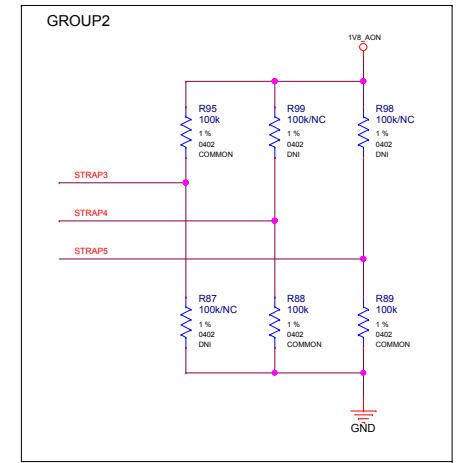 GROUP2
1V8_AON
R95
100k
1 %
0402
COMMON
R99
100k/NC
1 %
0402
DNI
R98
100k/NC
1 %
0402
DNI
STRAP3
STRAP4
STRAP5
R87
100k/NC
1 %
0402
DNI
R88
100k
1 %
0402
COMMON
R89
100k
1 %
0402
COMMON
GND